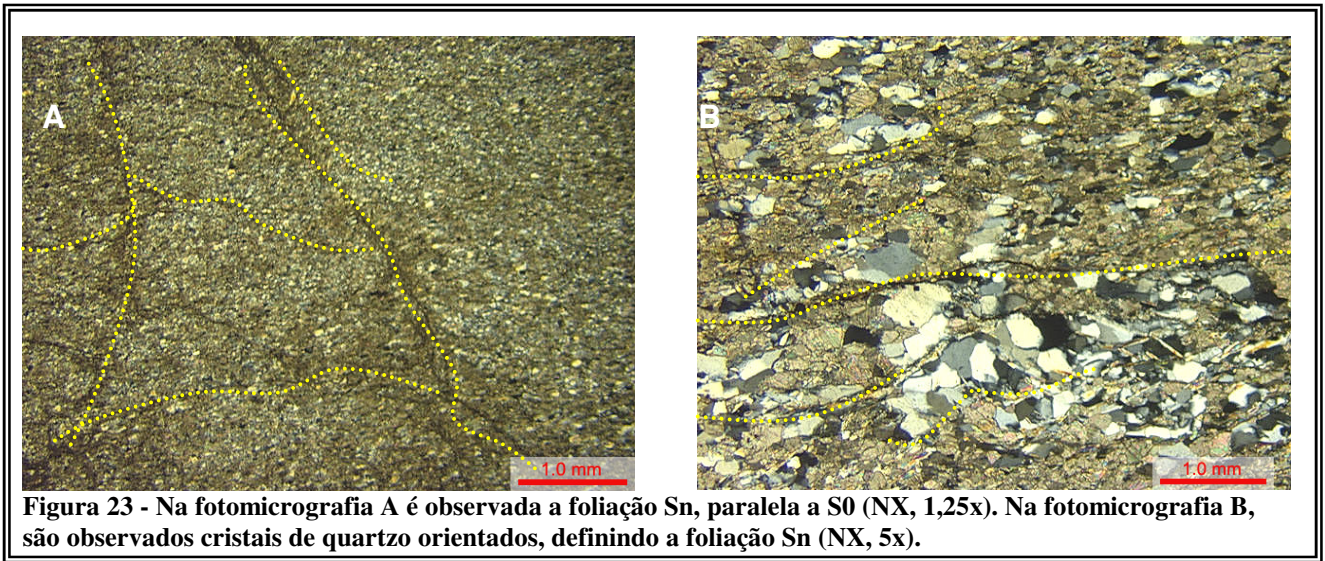 A
B
1.0 mm
1.0 mm
Figura 23 - Na fotomicrografia A é observada a foliação Sn, paralela a S0 (NX, 1,25x). Na fotomicrografia B,
são observados cristais de quartzo orientados, definindo a foliação Sn (NX, 5x).